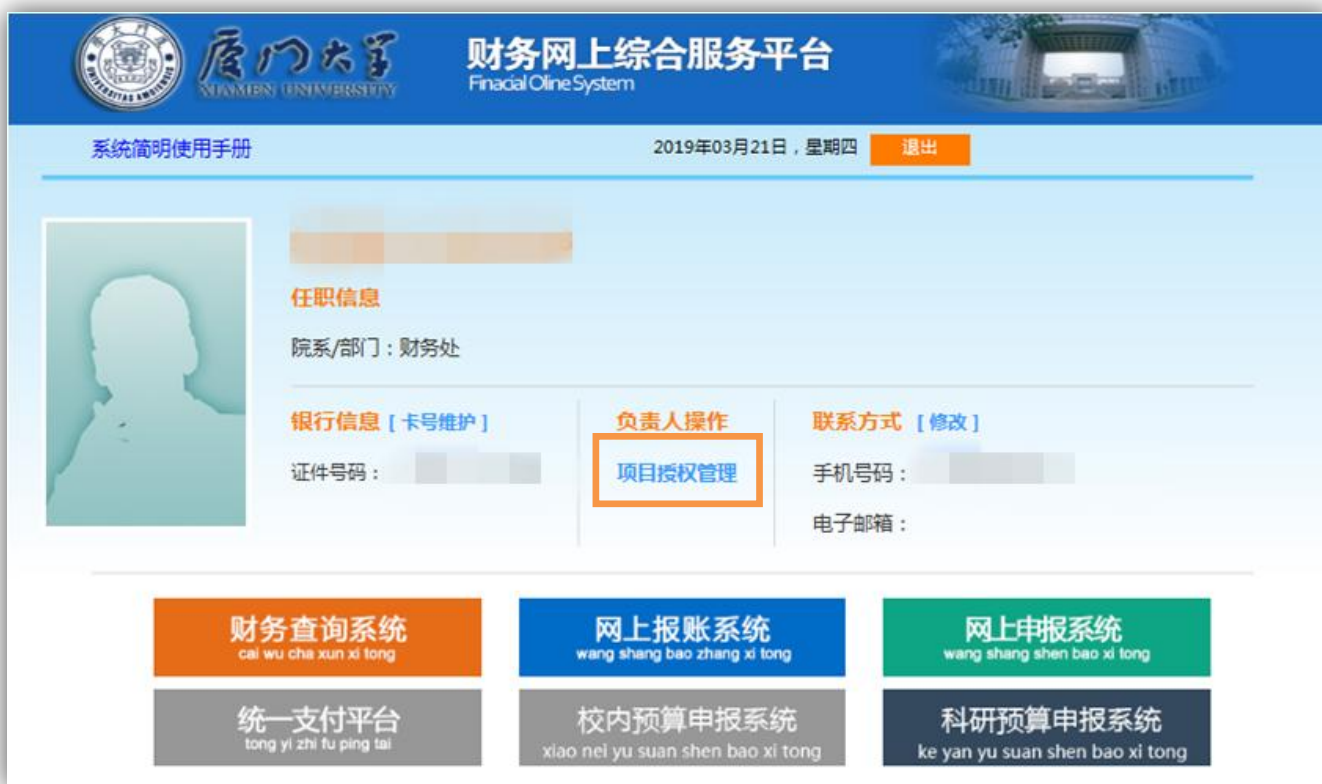 厦门大学
XIAMEN UNIVERSITY
财务网上综合服务平台
Finacial Oline System
系统简明使用手册
2019年03月21日，星期四
退出
任职信息
院系/部门：财务处
银行信息 [ 卡号维护 ]
证件号码：
负责人操作
项目授权管理
联系方式 [ 修改 ]
手机号码：
电子邮箱：
财务查询系统
cai wu cha xun xi tong
网上报账系统
wang shang bao zhang xi tong
网上申报系统
wang shang shen bao xi tong
统一支付平台
tong yi zhi fu ping tai
校内预算申报系统
xiao nei yu suan shen bao xi tong
科研预算申报系统
ke yan yu suan shen bao xi tong